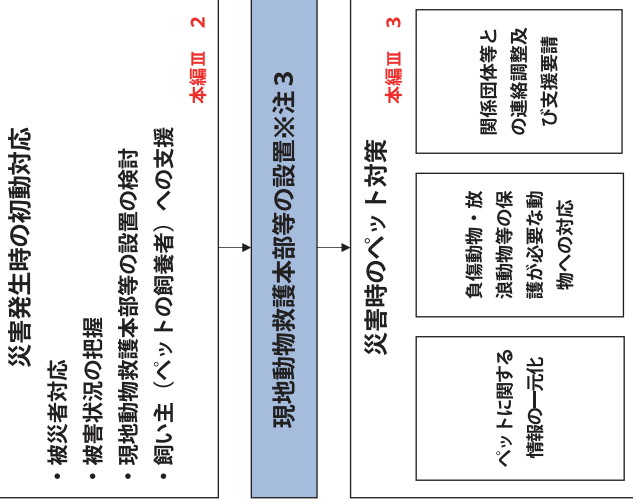 災害発生時の初動対応
・被災者対応
・被害状況の把握
・現地動物救護本部等の設置の検討
・飼い主（ペットの飼養者）への支援
本編Ⅲ 2
現地動物救護本部等の設置※注３
災害時のペット対策
本編Ⅲ 3
ペットに関する
情報の一元化
負傷動物・放
浪動物等の保
護が必要な動
物への対応
関係団体等と
の連絡調整及
び支援要請